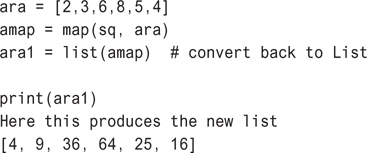 ara = [2,3,6,8,5,4]
amap = map(sq, ara)
ara1 = list(amap)  # convert back to List
print(ara1)
Here this produces the new list
[4, 9, 36, 64, 25, 16]